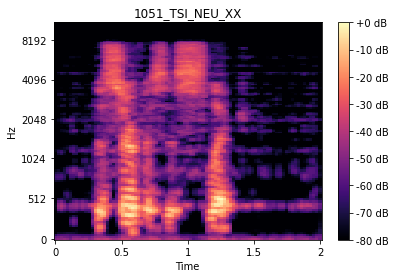 1051_TSI_NEU_XX
+0 dB
8192
-10 dB
4096
-20 dB
-30 dB
2048
-40 dB
Hz
1024
-50 dB
-60 dB
512
-70 dB
0
-80 dB
0
0.5
1
1.5
2
Time